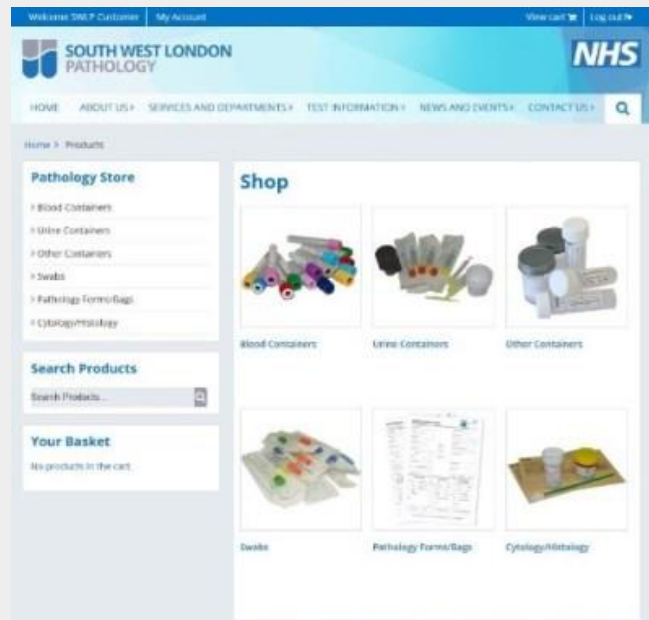 Welcome SWLP Customer My Account View cart Log out
SOUTH WEST LONDON
PATHOLOGY
NHS
HOME ABOUT US SERVICES AND DEPARTMENTS TEST INFORMATION NEWS AND EVENTS CONTACT US
Home > Products
Pathology Store
Blood Containers
Urine Containers
Other Containers
Swabs
Pathology Forms/Bags
Cytology/Histology
Search Products
Search Products...
Your Basket
No products in the cart.
Shop
Blood Containers Urine Containers Other Containers
Swabs Pathology Forms/Bags Cytology/Histology